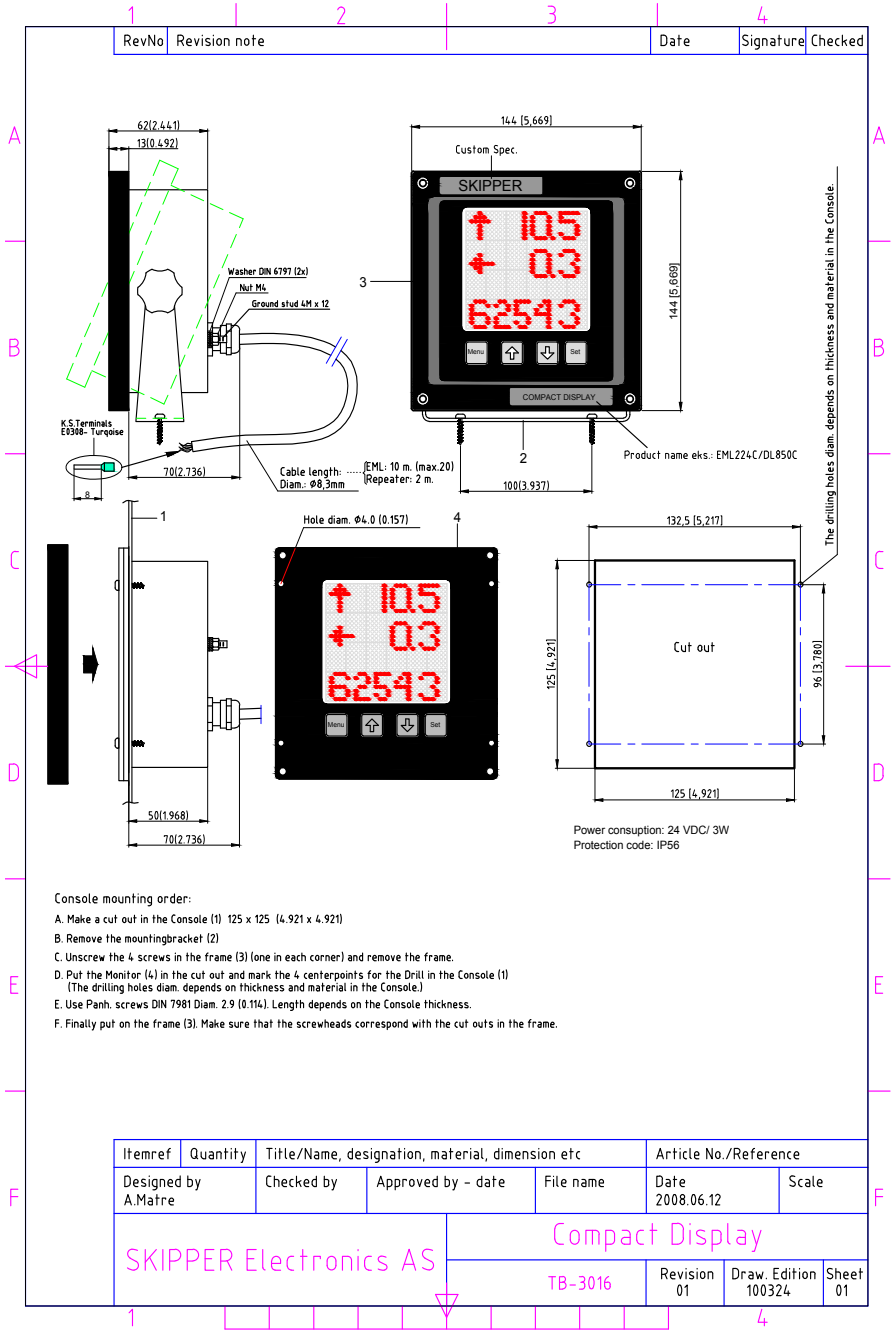 1 2 3 4
RevNo Revision note Date Signature Checked
A A
62(2.441)
13(0.492)
144 [5,669]
Custom Spec.
SKIPPER
10.5
0.3
62543
Menu Set
COMPACT DISPLAY
3
144 [5,669]
The drilling holes diam. depends on thickness and material in the Console.
Washer DIN 6797 (2x)
Nut M4
Ground stud 4M x 12
B B
K.S.Terminals
E0308- Turqoise
8
70(2.736)
Cable length: EML: 10 m. (max.20)
Diam.: Ø8,3mm Repeater: 2 m.
2
Product name eks.: EML224C/DL850C
100(3.937)
1
Hole diam. Ø4.0 (0.157)
4
132,5 [5,217]
C C
10.5
0.3
62543
Menu Set
Cut out
125 [4,921]
96 [3,780]
125 [4,921]
D D
50(1.968)
70(2.736)
Power consuption: 24 VDC/ 3W
Protection code: IP56
Console mounting order:
A. Make a cut out in the Console (1) 125 x 125 (4.921 x 4.921)
B. Remove the mountingbracket (2)
C. Unscrew the 4 screws in the frame (3) (one in each corner) and remove the frame.
D. Put the Monitor (4) in the cut out and mark the 4 centerpoints for the Drill in the Console (1)
(The drilling holes diam. depends on thickness and material in the Console.)
E. Use Panh. screws DIN 7981 Diam. 2.9 (0.114). Length depends on the Console thickness.
F. Finally put on the frame (3). Make sure that the screwheads correspond with the cut outs in the frame.
E E
Itemref Quantity Title/Name, designation, material, dimension etc Article No./Reference
Designed by Checked by Approved by - date File name Date Scale
A.Matre 2008.06.12
F F
SKIPPER Electronics AS
Compact Display
TB-3016
Revision Draw. Edition Sheet
01 100324 01
1 4